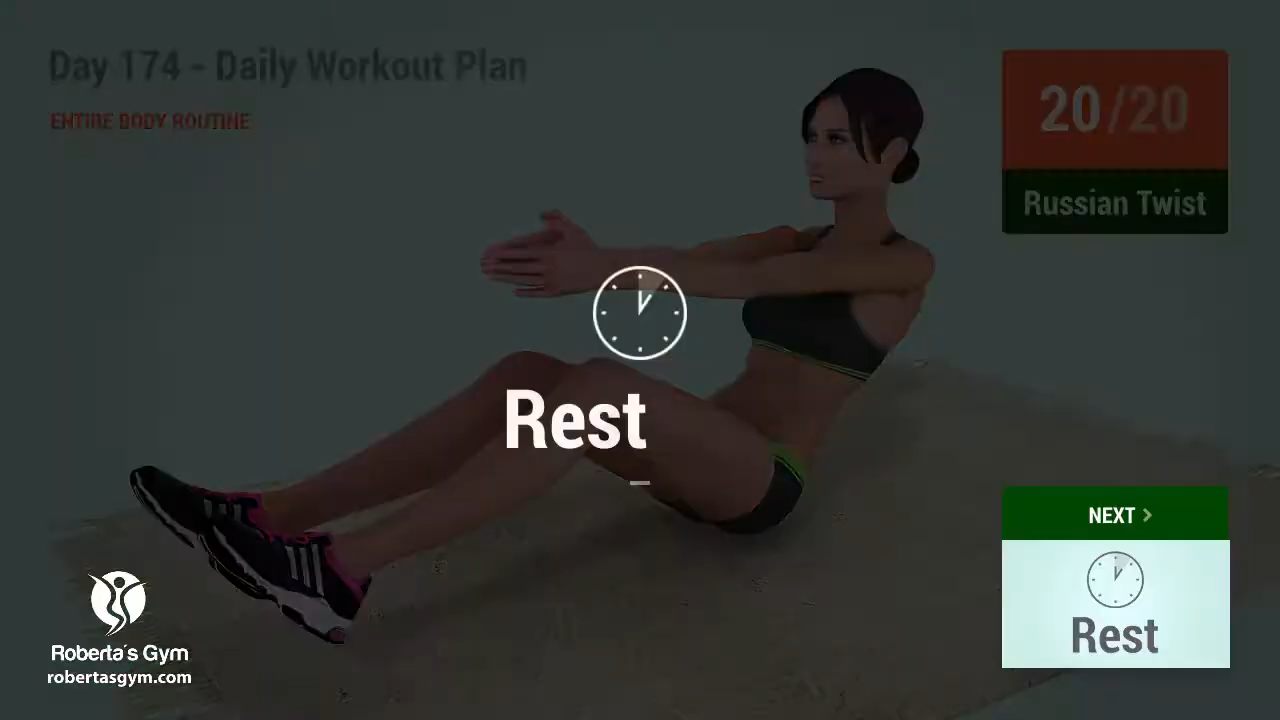 Day 174 - Daily Workout Plan
ENTIRE BODY ROUTINE
20/20
Russian Twist
Rest
NEXT >
Rest
Roberta's Gym
robertasgym.com